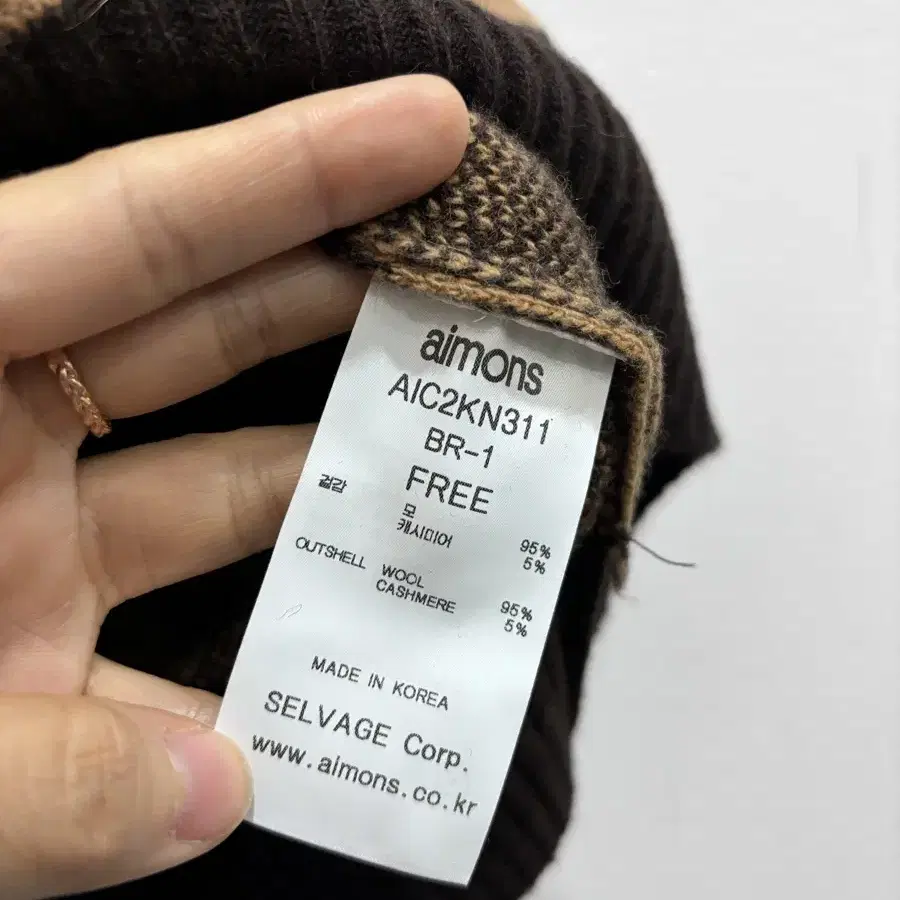 aimons
AIC2KN311
BR-1
FREE
겉감 모 95%
캐시미어 5%
OUTSHELL WOOL 95%
CASHMERE 5%
MADE IN KOREA
SELVAGE Corp.
www.aimons.co.kr